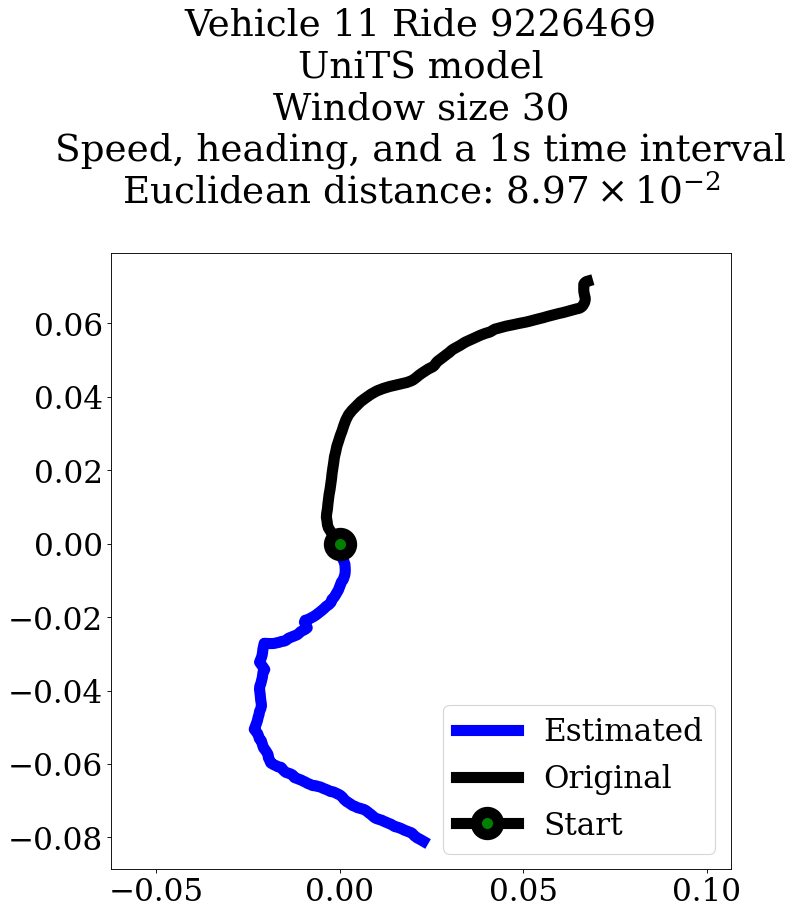 Vehicle 11 Ride 9226469
UniTS model
Window size 30
Speed, heading, and a 1s time interval
Euclidean distance: 8.97 × 10⁻²
0.06
0.04
0.02
0.00
−0.02
−0.04
−0.06
−0.08
Estimated
Original
Start
−0.05 0.00 0.05 0.10